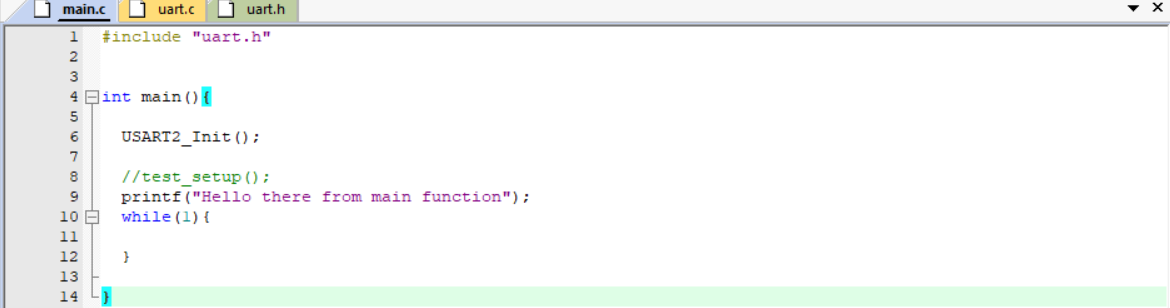 main.c uart.c uart.h
1 #include "uart.h"
2
3
4 int main(){
5
6 USART2_Init();
7
8 //test_setup();
9 printf("Hello there from main function");
10 while(1){
11
12 }
13
14 }